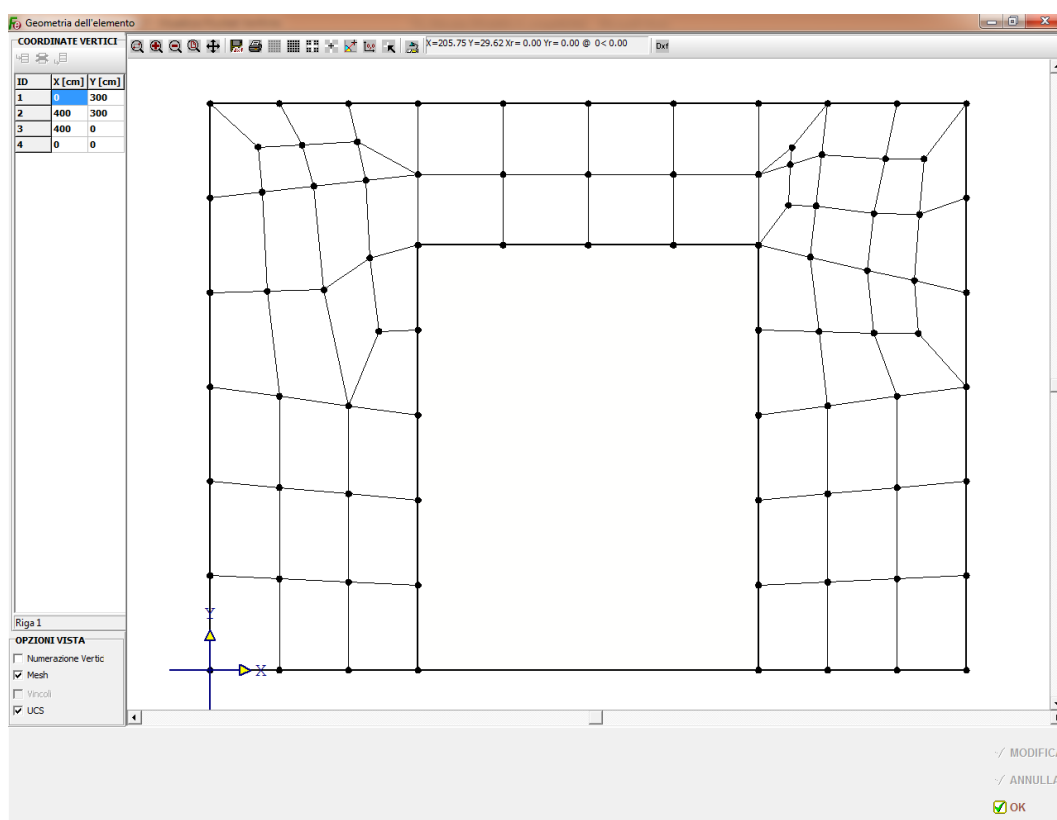 Geometria dell'elemento
COORDINATE VERTICI
X=205.75 Y=29.62 Xr= 0.00 Yr= 0.00 @ 0< 0.00
Dxf
ID X [cm] Y [cm]
1 0 300
2 400 300
3 400 0
4 0 0
Riga 1
OPZIONI VISTA
Numerazione Vertic
Mesh
Vincoli
UCS
Y
X
MODIFICA
ANNULLA
OK